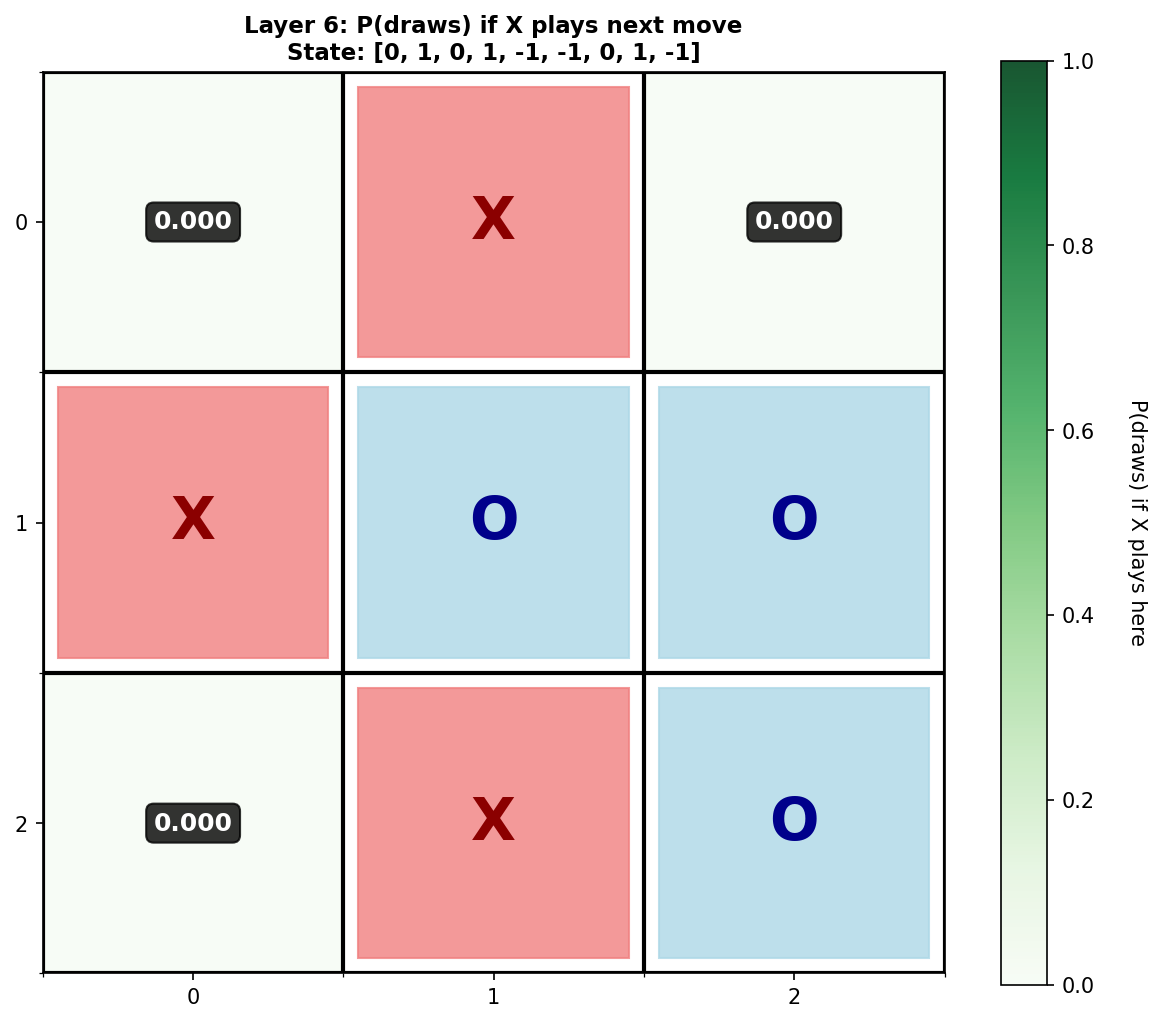 Layer 6: P(draws) if X plays next move
State: [0, 1, 0, 1, -1, -1, 0, 1, -1]
0.000 X 0.000
X O O
0.000 X O
0
1
2
0 1 2
1.0
0.8
0.6
0.4
0.2
0.0
P(draws) if X plays here